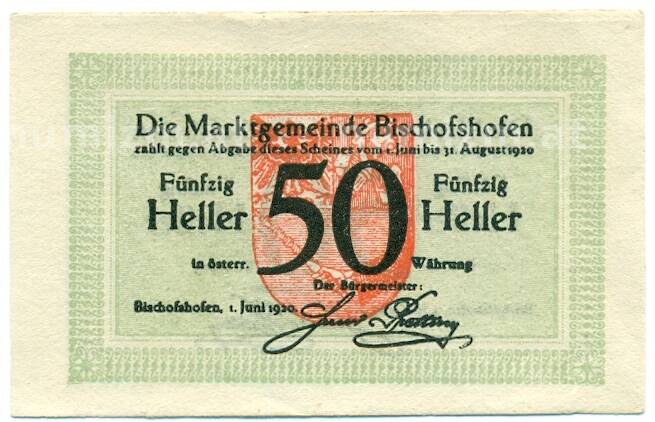 Die Marktgemeinde Bischofshofen
zahlt gegen Abgabe dieses Scheines vom 1. Juni bis 31. August 1920
Fünfzig 50 Fünfzig
Heller Heller
in österr. Währung
Der Bürgermeister:
Bischofshofen, 1. Juni 1920.